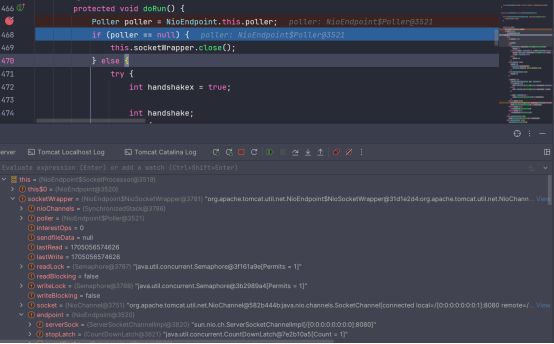 466 protected void doRun() {
Poller poller = NioEndpoint.this.poller; poller: NioEndpoint$Poller@3521
468 if (poller == null) { poller: NioEndpoint$Poller@3521
469 this.socketWrapper.close();
470 } else {
471 try {
472 int handshakex = true;
473
474 int handshake;
erver Tomcat Localhost Log Tomcat Catalina Log
Evaluate expression (Enter) or add a watch (Ctrl+Shift+Enter)
this = {NioEndpoint$SocketProcessor@3819}
this$0 = {NioEndpoint@3520}
socketWrapper = {NioEndpoint$NioSocketWrapper@3781} "org.apache.tomcat.util.net.NioEndpoint$NioSocketWrapper@31d1e2d4:org.apache.tomcat.util.net.NioChann... View
nioChannels = {SynchronizedStack@3786}
poller = {NioEndpoint$Poller@3521}
interestOps = 0
sendfileData = null
lastRead = 1705056574626
lastWrite = 1705056574626
readLock = {Semaphore@3787} "java.util.concurrent.Semaphore@3f161a9e[Permits = 1]"
readBlocking = false
writeLock = {Semaphore@3788} "java.util.concurrent.Semaphore@3b2989a4[Permits = 1]"
writeBlocking = false
socket = {NioChannel@3751} "org.apache.tomcat.util.net.NioChannel@582b444b:java.nio.channels.SocketChannel[connected local=/[0:0:0:0:0:0:0:1]:8080 remote=/... View
endpoint = {NioEndpoint@3520}
serverSock = {ServerSocketChannelImpl@3820} "sun.nio.ch.ServerSocketChannelImpl[/[0:0:0:0:0:0:0:0]:8080]"
stopLatch = {CountDownLatch@3821} "java.util.concurrent.CountDownLatch@7e2b10a5[Count = 1]"